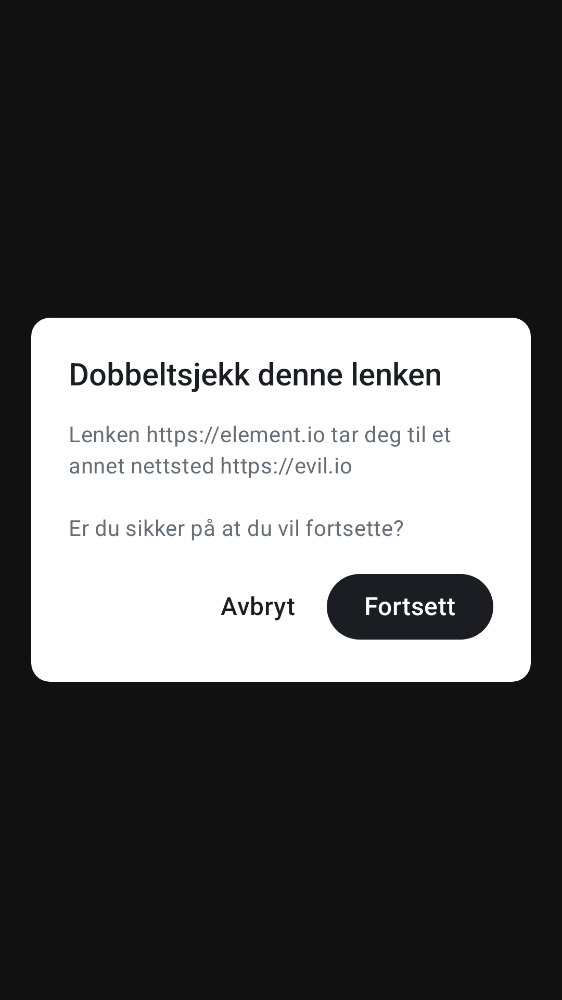 Dobbeltsjekk denne lenken
Lenken https://element.io tar deg til et
annet nettsted https://evil.io
Er du sikker på at du vil fortsette?
Avbryt
Fortsett